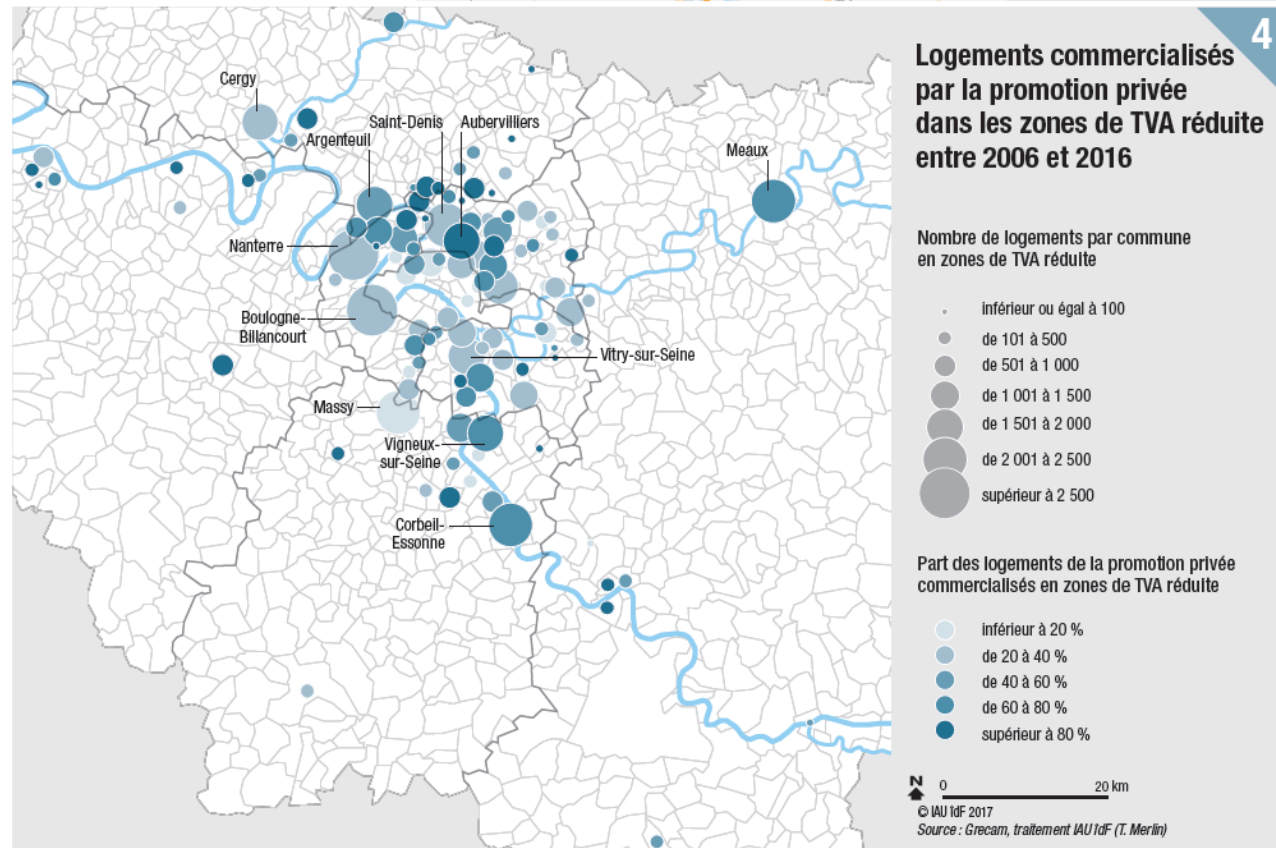 4
Logements commercialisés
par la promotion privée
dans les zones de TVA réduite
entre 2006 et 2016
Nombre de logements par commune
en zones de TVA réduite
inférieur ou égal à 100
de 101 à 500
de 501 à 1 000
de 1 001 à 1 500
de 1 501 à 2 000
de 2 001 à 2 500
supérieur à 2 500
Part des logements de la promotion privée
commercialisés en zones de TVA réduite
inférieur à 20 %
de 20 à 40 %
de 40 à 60 %
de 60 à 80 %
supérieur à 80 %
N
0 20 km
© IAU îdF 2017
Source : Grecam, traitement IAU îdF (T. Merlin)
Cergy
Argenteuil
Saint-Denis
Aubervilliers
Meaux
Nanterre
Boulogne-
Billancourt
Vitry-sur-Seine
Massy
Vigneux-
sur-Seine
Corbeil-
Essonne